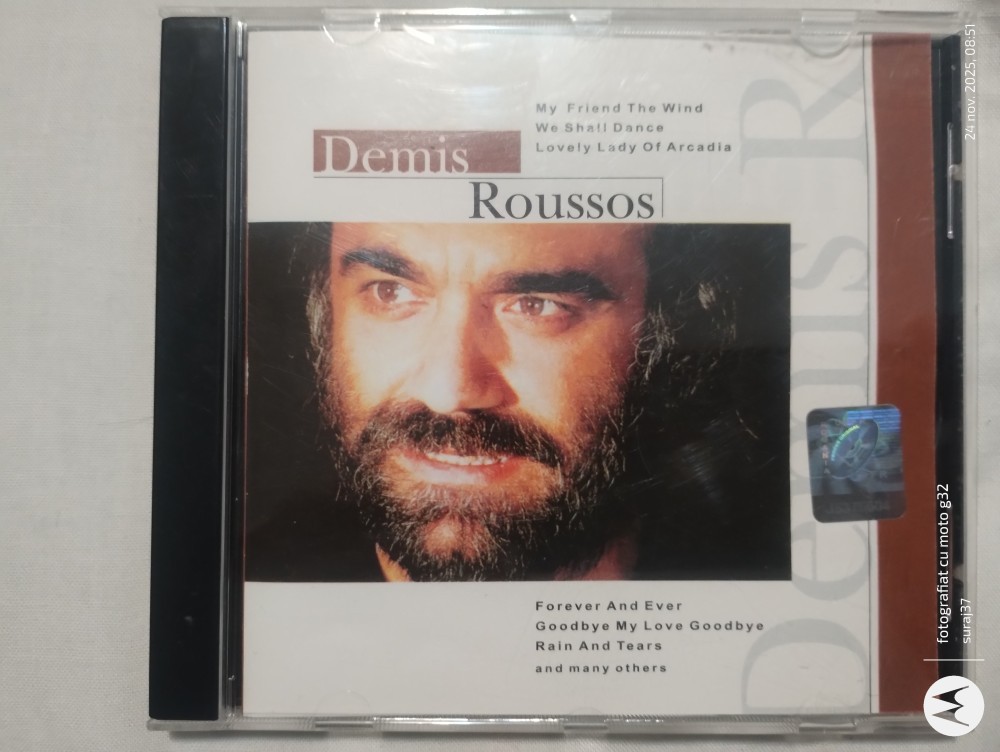 My Friend The Wind
We Shall Dance
Lovely Lady Of Arcadia
Demis
Roussos
Forever And Ever
Goodbye My Love Goodbye
Rain And Tears
and many others
Demis R
24 nov. 2025, 08:51
fotografiat cu moto g32
suraj37